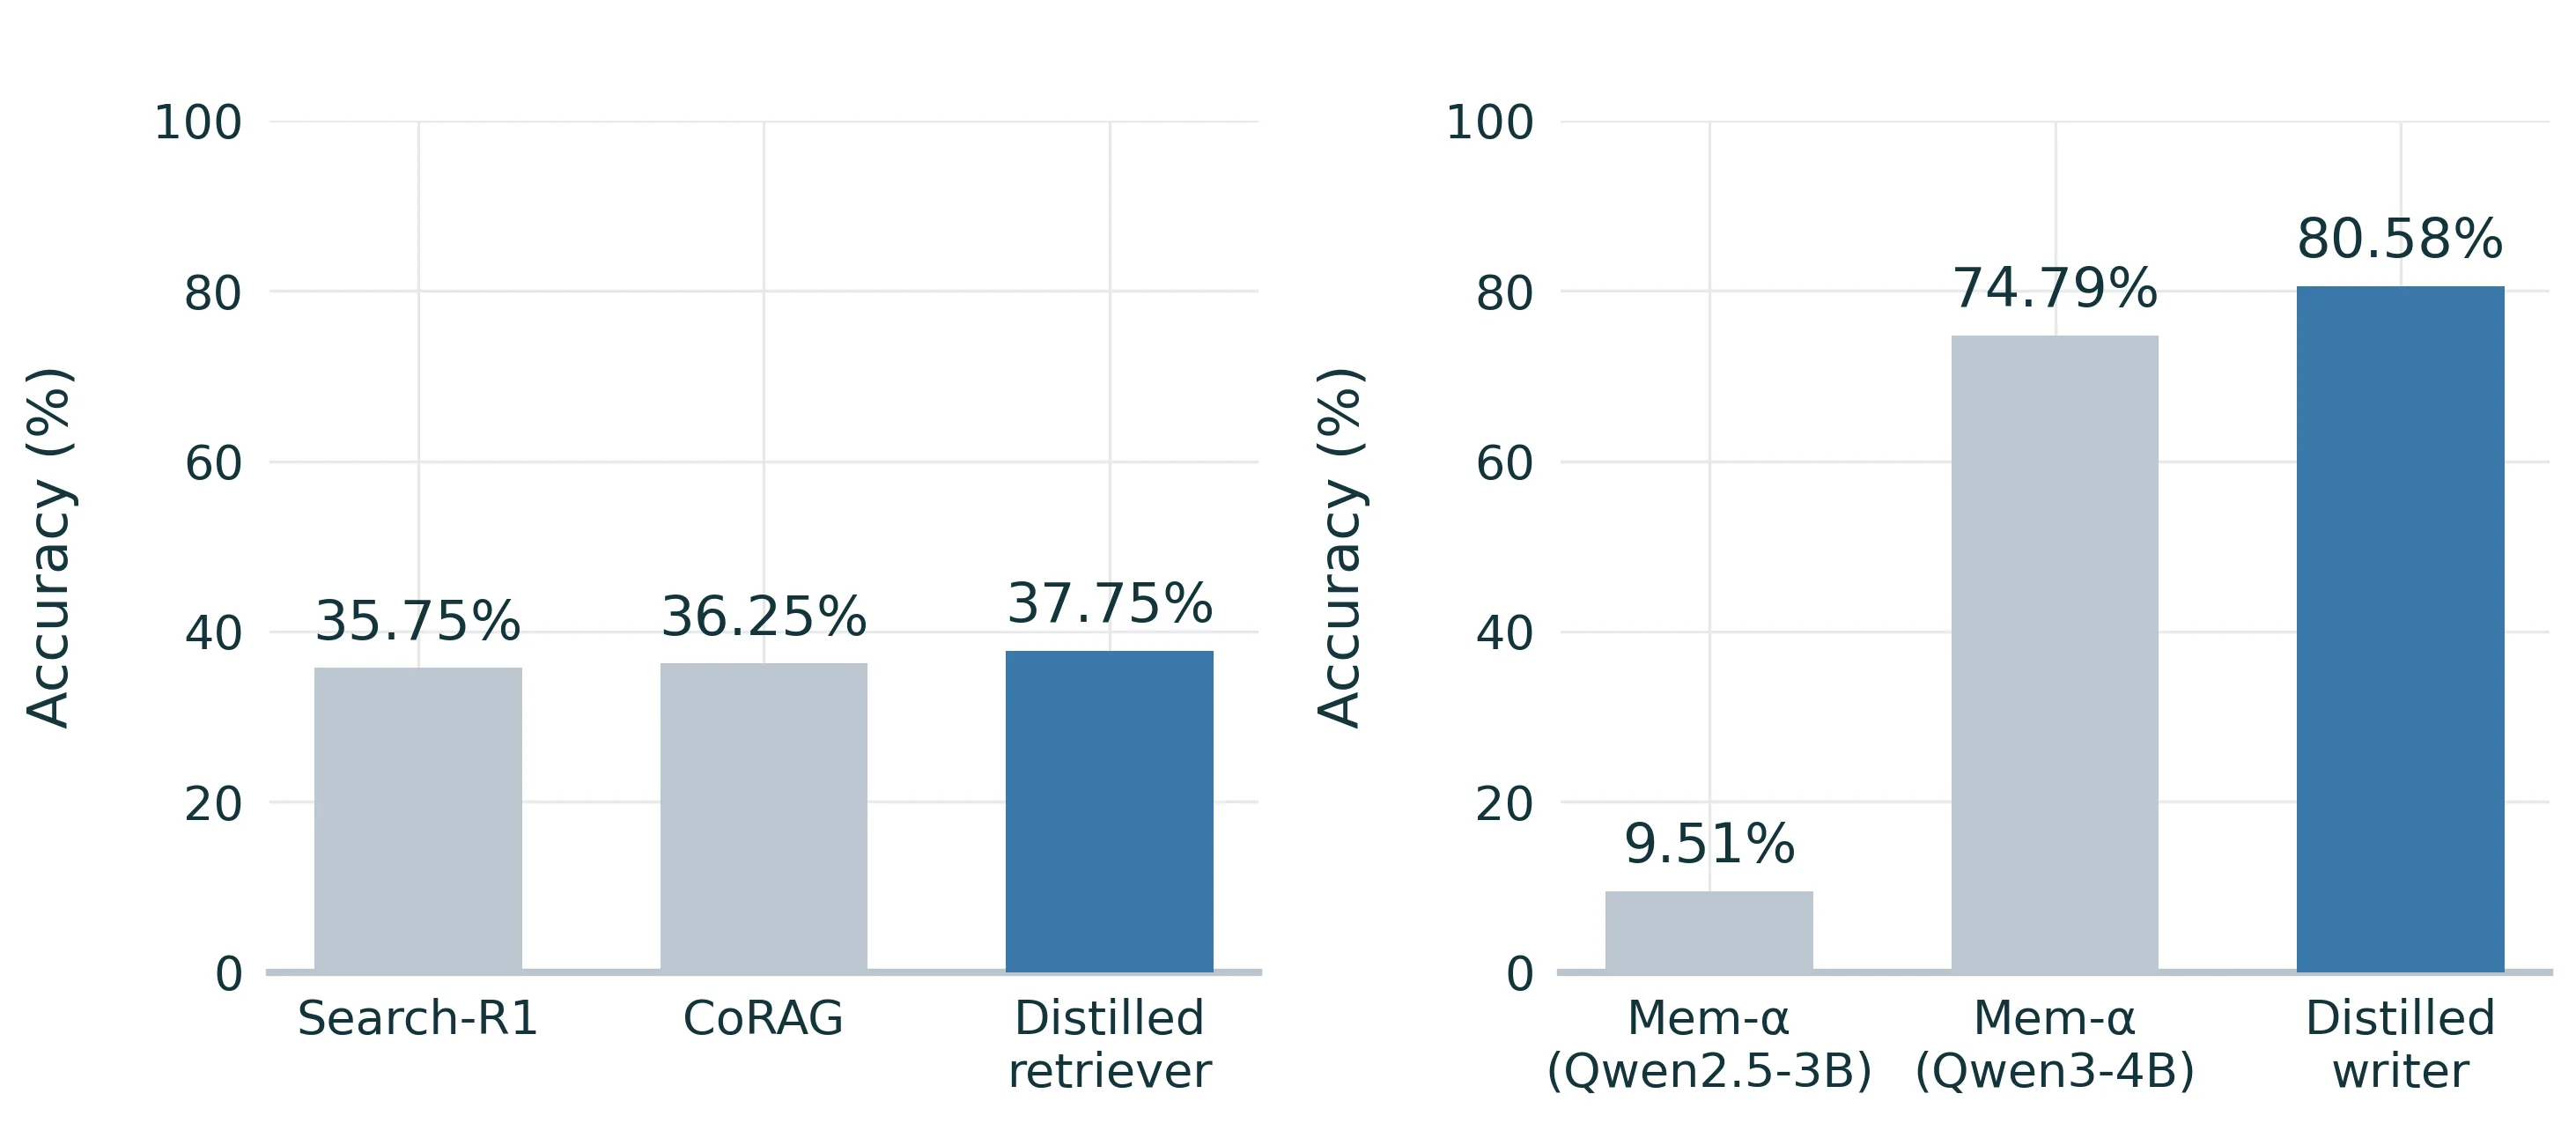 Accuracy (%)
100
80
60
40
20
0
35.75%
36.25%
37.75%
Search-R1
CoRAG
Distilled
retriever
Accuracy (%)
100
80
60
40
20
0
9.51%
74.79%
80.58%
Mem-α
(Qwen2.5-3B)
Mem-α
(Qwen3-4B)
Distilled
writer